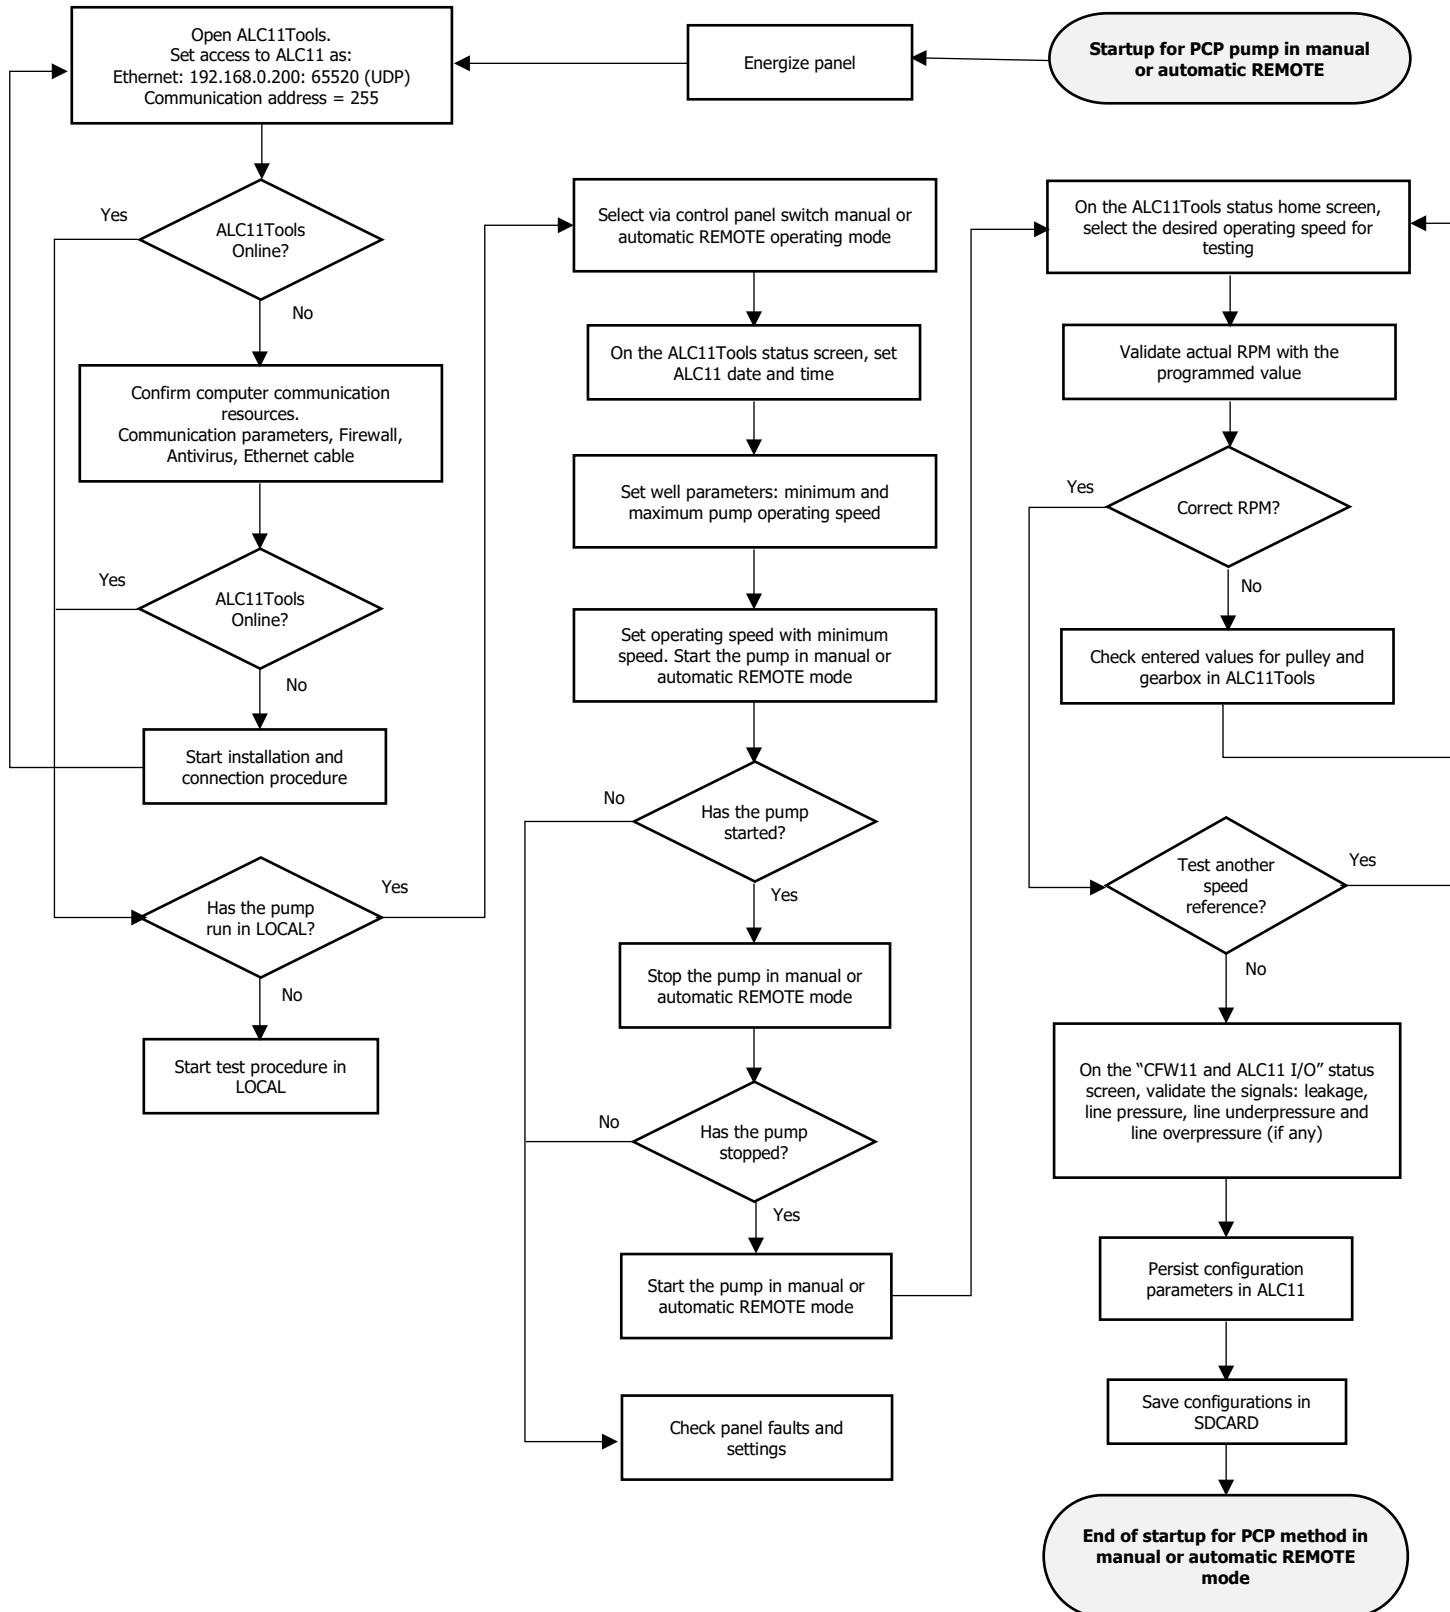 Startup for PCP pump in manual
or automatic REMOTE
Energize panel
Open ALC11Tools.
Set access to ALC11 as:
Ethernet: 192.168.0.200: 65520 (UDP)
Communication address = 255
ALC11Tools
Online?
Yes
No
Confirm computer communication
resources.
Communication parameters, Firewall,
Antivirus, Ethernet cable
ALC11Tools
Online?
Yes
No
Start installation and
connection procedure
Has the pump
run in LOCAL?
Yes
No
Start test procedure in
LOCAL
Select via control panel switch manual or
automatic REMOTE operating mode
On the ALC11Tools status screen, set
ALC11 date and time
Set well parameters: minimum and
maximum pump operating speed
Set operating speed with minimum
speed. Start the pump in manual or
automatic REMOTE mode
Has the pump
started?
No
Yes
Stop the pump in manual or
automatic REMOTE mode
Has the pump
stopped?
No
Yes
Start the pump in manual or
automatic REMOTE mode
Check panel faults and
settings
On the ALC11Tools status home screen,
select the desired operating speed for
testing
Validate actual RPM with the
programmed value
Correct RPM?
Yes
No
Check entered values for pulley and
gearbox in ALC11Tools
Test another
speed
reference?
Yes
No
On the “CFW11 and ALC11 I/O” status
screen, validate the signals: leakage,
line pressure, line underpressure and
line overpressure (if any)
Persist configuration
parameters in ALC11
Save configurations in
SDCARD
End of startup for PCP method in
manual or automatic REMOTE
mode